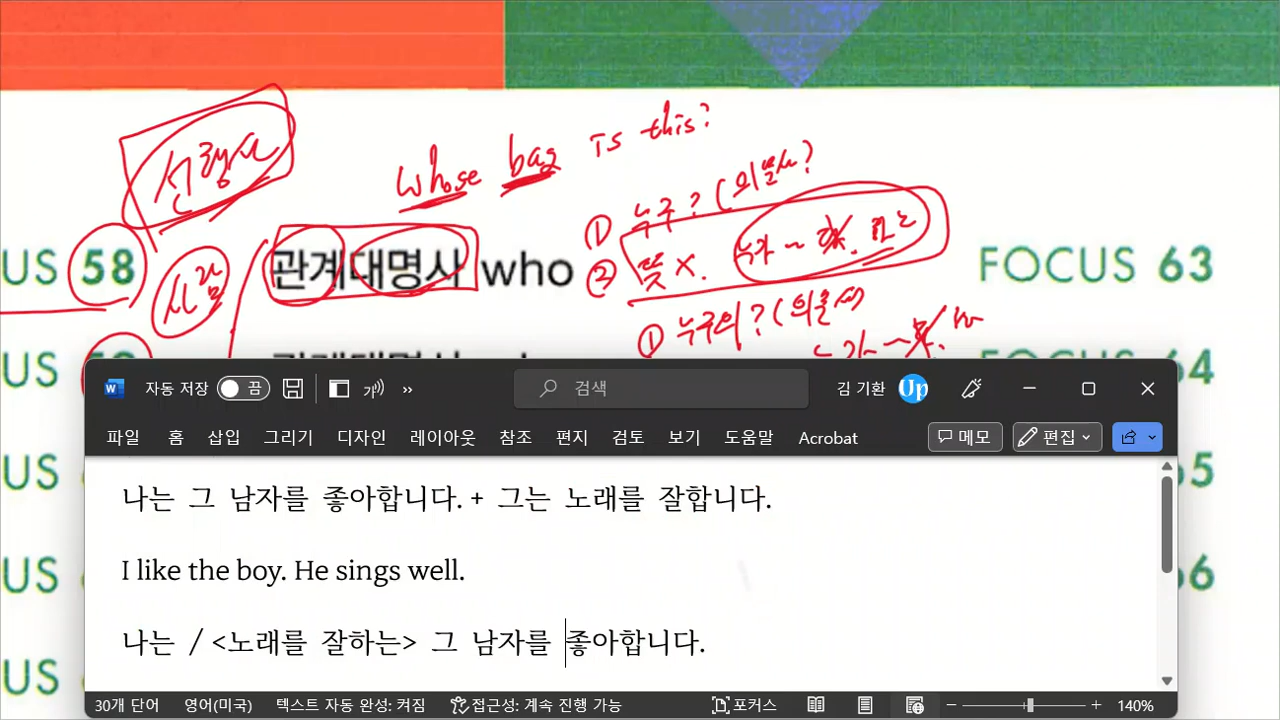 선행사
whose bag is this?
① 누구? (의문사?
US 58 사람 관계대명사 who ② 뜻 X. 누가 ~ 하는 FOCUS 63
① 누구의? (의문사
US 64
자동 저장 끔 가») » 검색 김 기환 Up
파일 홈 삽입 그리기 디자인 레이아웃 참조 편지 검토 보기 도움말 Acrobat 메모 편집
US 65
나는 그 남자를 좋아합니다. + 그는 노래를 잘합니다.
US 66
I like the boy. He sings well.
US
나는 / <노래를 잘하는> 그 남자를 좋아합니다.
30개 단어 영어(미국) 텍스트 자동 완성: 켜짐 접근성: 계속 진행 가능 포커스 140%